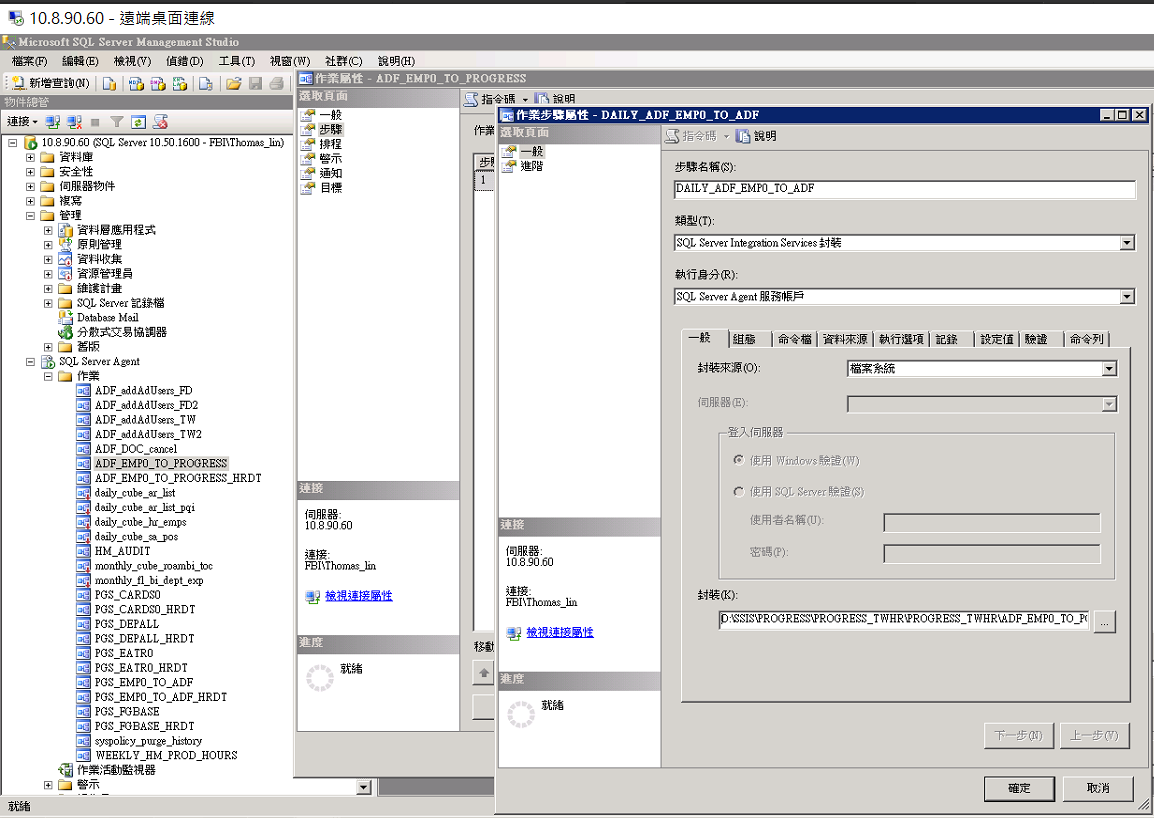 10.8.90.60 - 遠端桌面連線
Microsoft SQL Server Management Studio
檔案(F) 編輯(E) 檢視(V) 偵錯(D) 工具(T) 視窗(W) 社群(C) 說明(H)
新增查詢(N)
物件總管
連接
10.8.90.60 (SQL Server 10.50.1600 - FBI\Thomas_lin)
資料庫
安全性
伺服器物件
複寫
管理
資料層應用程式
原則管理
資料收集
資源管理員
維護計畫
SQL Server 記錄檔
Database Mail
分散式交易協調器
舊版
SQL Server Agent
作業
ADF_addAdUsers_FD
ADF_addAdUsers_FD2
ADF_addAdUsers_TW
ADF_addAdUsers_TW2
ADF_DOC_cancel
ADF_EMP0_TO_PROGRESS
ADF_EMP0_TO_PROGRESS_HRDT
daily_cube_ar_list
daily_cube_ar_list_pqi
daily_cube_hr_emps
daily_cube_sa_pos
HM_AUDIT
monthly_cube_roambi_toc
monthly_fl_bi_dept_exp
PGS_CARDS0
PGS_CARDS0_HRDT
PGS_DEPALL
PGS_DEPALL_HRDT
PGS_EATR0
PGS_EATR0_HRDT
PGS_EMP0_TO_ADF
PGS_EMP0_TO_ADF_HRDT
PGS_FGBASE
PGS_FGBASE_HRDT
syspolicy_purge_history
WEEKLY_HM_PROD_HOURS
作業活動監視器
警示
就緒
作業屬性 - ADF_EMP0_TO_PROGRESS
選取頁面
一般
步驟
排程
警示
通知
目標
指令碼 說明
作業
步驟
1
連接
伺服器:
10.8.90.60
連接:
FBI\Thomas_lin
檢視連接屬性
進度
就緒
移動
作業步驟屬性 - DAILY_ADF_EMP0_TO_ADF
選取頁面
一般
進階
指令碼 說明
步驟名稱(S):
DAILY_ADF_EMP0_TO_ADF
類型(T):
SQL Server Integration Services 封裝
執行身分(R):
SQL Server Agent 服務帳戶
一般 組態 命令檔 資料來源 執行選項 記錄 設定值 驗證 命令列
封裝來源(O):
檔案系統
伺服器(E):
登入伺服器
使用 Windows 驗證(W)
使用 SQL Server 驗證(S)
使用者名稱(U):
密碼(P):
封裝(K):
D:\SSIS\PROGRESS\PROGRESS_TWHR\PROGRESS_TWHR\ADF_EMP0_TO_P
...
連接
伺服器:
10.8.90.60
連接:
FBI\Thomas_lin
檢視連接屬性
進度
就緒
下一步(N) 上一步(V)
確定 取消